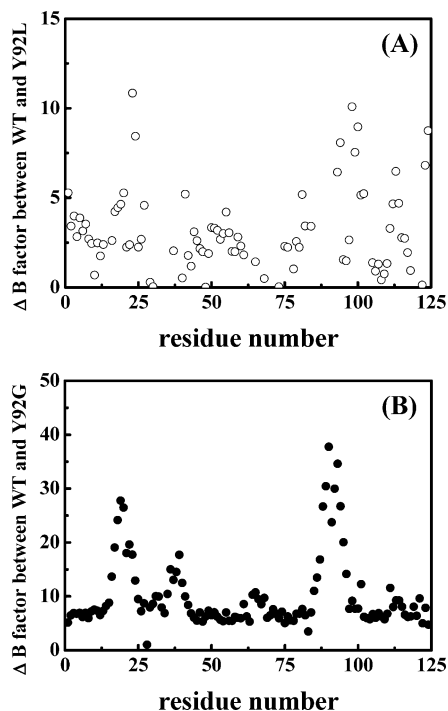 (A)
Δ B factor between WT and Y92L
15
10
5
0
0 25 50 75 100 125
residue number
(B)
Δ B factor between WT and Y92G
50
40
30
20
10
0
0 25 50 75 100 125
residue number